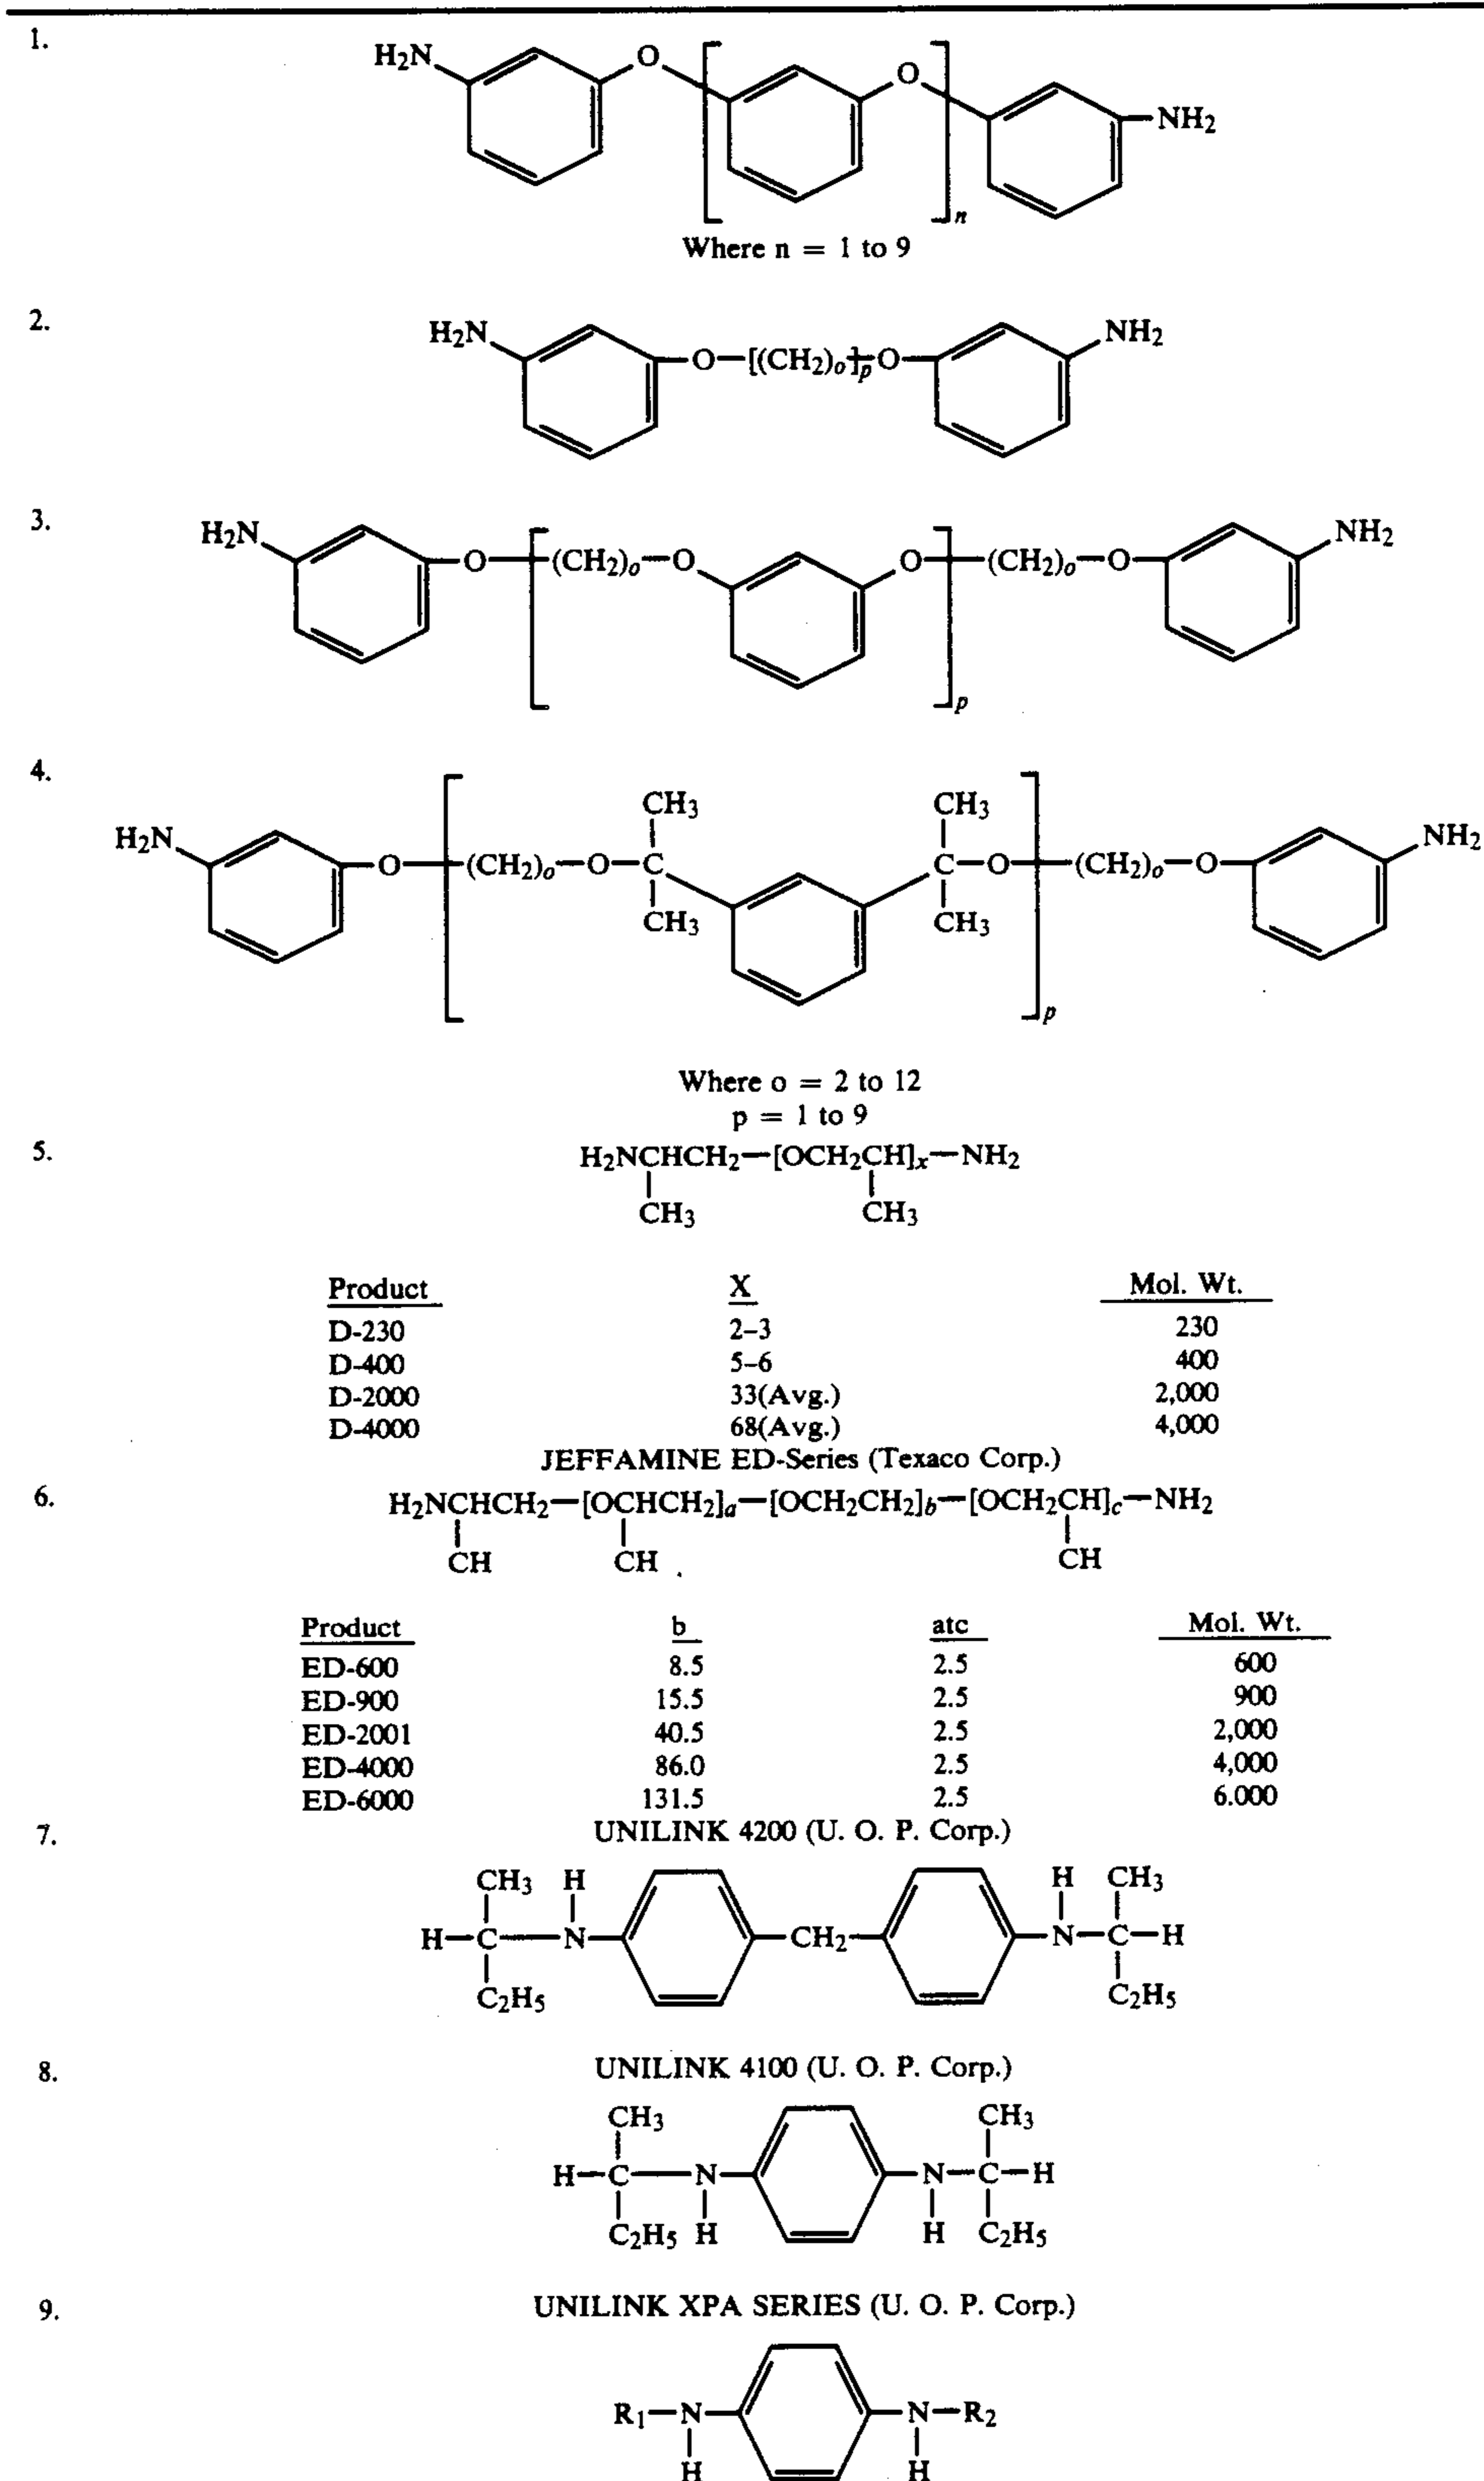 1.
H2N O O NH2
n
Where n = 1 to 9
2.
H2N O—[(CH2)o]p O NH2
3.
H2N O (CH2)o—O O (CH2)o—O NH2
p
4.
CH3 CH3
H2N O (CH2)o—O—C C—O (CH2)o—O NH2
CH3 CH3
p
Where o = 2 to 12
p = 1 to 9
5.
H2NCHCH2—[OCH2CH]x—NH2
CH3 CH3
Product X Mol. Wt.
D-230 2–3 230
D-400 5–6 400
D-2000 33(Avg.) 2,000
D-4000 68(Avg.) 4,000
JEFFAMINE ED-Series (Texaco Corp.)
6.
H2NCHCH2—[OCHCH2]a—[OCH2CH2]b—[OCH2CH]c—NH2
CH CH CH
Product b atc Mol. Wt.
ED-600 8.5 2.5 600
ED-900 15.5 2.5 900
ED-2001 40.5 2.5 2,000
ED-4000 86.0 2.5 4,000
ED-6000 131.5 2.5 6.000
7. UNILINK 4200 (U. O. P. Corp.)
CH3 H H CH3
H—C—N CH2 N—C—H
C2H5 C2H5
8. UNILINK 4100 (U. O. P. Corp.)
CH3 CH3
H—C—N N—C—H
C2H5 H H C2H5
9. UNILINK XPA SERIES (U. O. P. Corp.)
R1—N N—R2
H H